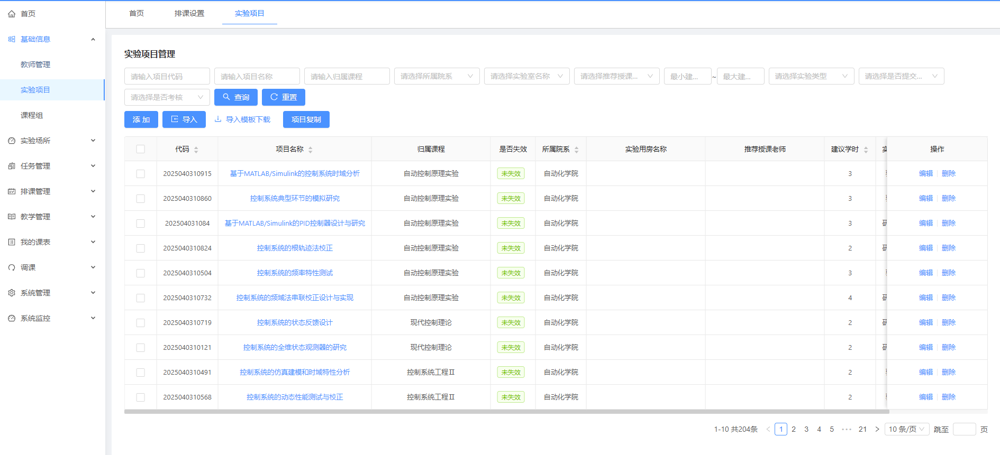 首页
基础信息
教师管理
实验项目
课程组
实验场所
任务管理
排课管理
教学管理
我的课表
调课
系统管理
系统监控
首页 排课设置 实验项目
实验项目管理
请输入项目代码 请输入项目名称 请输入归属课程 请选择所属院系 请选择实验室名称 请选择推荐授课... 最小建... ~ 最大建... 请选择实验类型 请选择是否提交...
请选择是否考核 查询 重置
添 加 导入 导入模板下载 项目复制
代码 项目名称 归属课程 是否失效 所属院系 实验用房名称 推荐授课老师 建议学时 操作
2025040310915 基于MATLAB/Simulink的控制系统时域分析 自动控制原理实验 未失效 自动化学院 3 编辑 删除
2025040310860 控制系统典型环节的模拟研究 自动控制原理实验 未失效 自动化学院 3 编辑 删除
202504031084 基于MATLAB/Simulink的PID控制器设计与研究 自动控制原理实验 未失效 自动化学院 3 编辑 删除
2025040310824 控制系统的根轨迹法校正 自动控制原理实验 未失效 自动化学院 2 编辑 删除
2025040310504 控制系统的频率特性测试 自动控制原理实验 未失效 自动化学院 3 编辑 删除
2025040310732 控制系统的频域法串联校正设计与实现 自动控制原理实验 未失效 自动化学院 4 编辑 删除
2025040310719 控制系统的状态反馈设计 现代控制理论 未失效 自动化学院 2 编辑 删除
2025040310121 控制系统的全维状态观测器的研究 现代控制理论 未失效 自动化学院 2 编辑 删除
2025040310491 控制系统的仿真建模和时域特性分析 控制系统工程Ⅱ 未失效 自动化学院 2 编辑 删除
2025040310568 控制系统的动态性能测试与校正 控制系统工程Ⅱ 未失效 自动化学院 2 编辑 删除
1-10 共204条 1 2 3 4 5 ••• 21 10 条/页 跳至 页